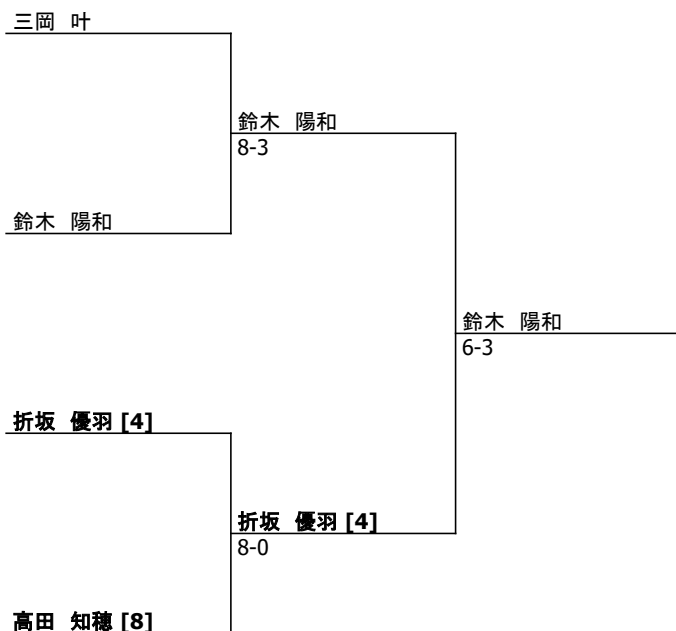 三岡　叶
鈴木　陽和
8-3
鈴木　陽和
鈴木　陽和
6-3
折坂　優羽 [4]
折坂　優羽 [4]
8-0
高田　知穂 [8]